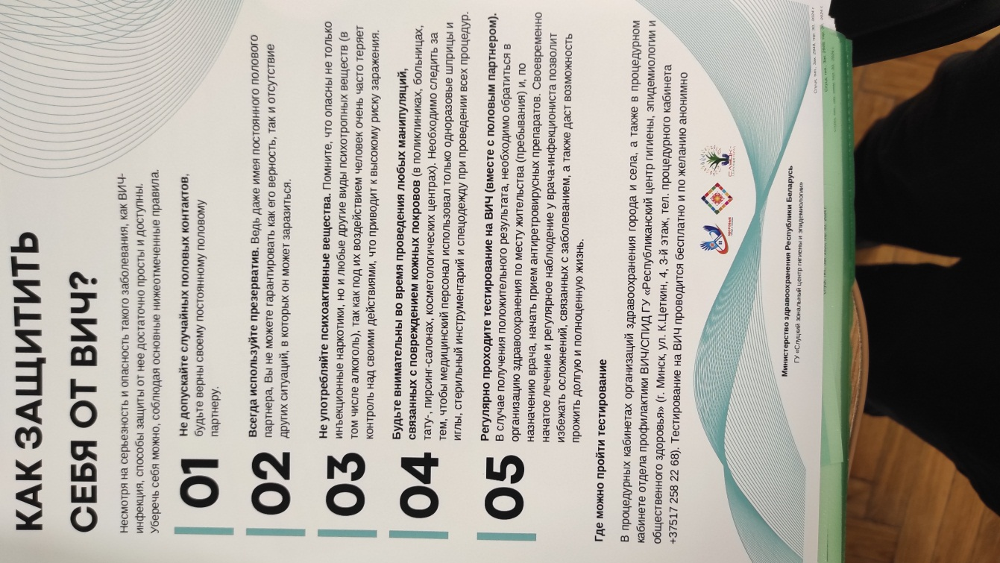 КАК ЗАЩИТИТЬ
СЕБЯ ОТ ВИЧ?
Несмотря на серьезность и опасность такого заболевания, как ВИЧ-
инфекция, способы защиты от нее достаточно просты и доступны.
Уберечь себя можно, соблюдая основные нижеотмеченные правила.
01
Не допускайте случайных половых контактов,
будьте верны своему постоянному половому
партнеру.
02
Всегда используйте презерватив. Ведь даже имея постоянного полового
партнера, Вы не можете гарантировать как его верность, так и отсутствие
других ситуаций, в которых он может заразиться.
03
Не употребляйте психоактивные вещества. Помните, что опасны не только
инъекционные наркотики, но и любые другие виды психотропных веществ (в
том числе алкоголь), так как под их воздействием человек очень часто теряет
контроль над своими действиями, что приводит к высокому риску заражения.
04
Будьте внимательны во время проведения любых манипуляций,
связанных с повреждением кожных покровов (в поликлиниках, больницах,
тату-, пирсинг-салонах, косметологических центрах). Необходимо следить за
тем, чтобы медицинский персонал использовал только одноразовые шприцы и
иглы, стерильный инструментарий и спецодежду при проведении всех процедур.
05
Регулярно проходите тестирование на ВИЧ (вместе с половым партнером).
В случае получения положительного результата, необходимо обратиться в
организацию здравоохранения по месту жительства (пребывания) и, по
назначению врача, начать прием антиретровирусных препаратов. Своевременно
начатое лечение и регулярное наблюдение у врача-инфекциониста позволит
избежать осложнений, связанных с заболеванием, а также даст возможность
прожить долгую и полноценную жизнь.
Где можно пройти тестирование
В процедурных кабинетах организаций здравоохранения города и села, а также в процедурном
кабинете отдела профилактики ВИЧ/СПИД ГУ «Республиканский центр гигиены, эпидемиологии и
общественного здоровья» (г. Минск, ул. К.Цеткин, 4, 3-й этаж, тел. процедурного кабинета
+37517 258 22 68). Тестирование на ВИЧ проводится бесплатно и по желанию анонимно
Министерство здравоохранения Республики Беларусь
ГУ «Слуцкий зональный центр гигиены и эпидемиологии»